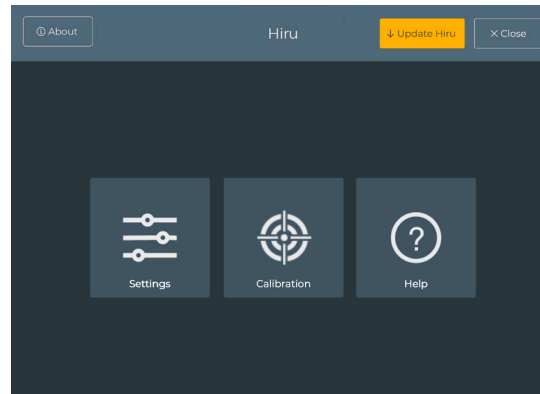 About
Hiru
↓ Update Hiru
× Close
Settings
Calibration
?
Help